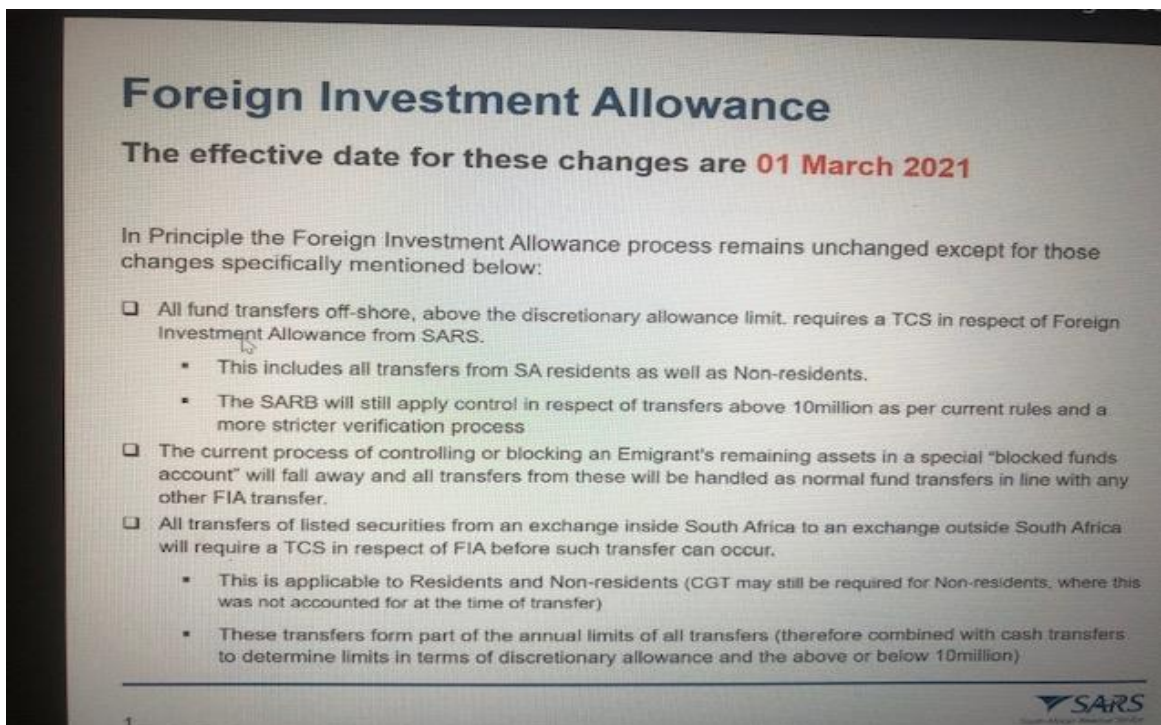 Foreign Investment Allowance
The effective date for these changes are 01 March 2021
In Principle the Foreign Investment Allowance process remains unchanged except for those
changes specifically mentioned below:
❑ All fund transfers off-shore, above the discretionary allowance limit. requires a TCS in respect of Foreign
Investment Allowance from SARS.
▪ This includes all transfers from SA residents as well as Non-residents.
▪ The SARB will still apply control in respect of transfers above 10million as per current rules and a
more stricter verification process
❑ The current process of controlling or blocking an Emigrant's remaining assets in a special “blocked funds
account” will fall away and all transfers from these will be handled as normal fund transfers in line with any
other FIA transfer.
❑ All transfers of listed securities from an exchange inside South Africa to an exchange outside South Africa
will require a TCS in respect of FIA before such transfer can occur.
▪ This is applicable to Residents and Non-residents (CGT may still be required for Non-residents, where this
was not accounted for at the time of transfer)
▪ These transfers form part of the annual limits of all transfers (therefore combined with cash transfers
to determine limits in terms of discretionary allowance and the above or below 10million)
SARS
1